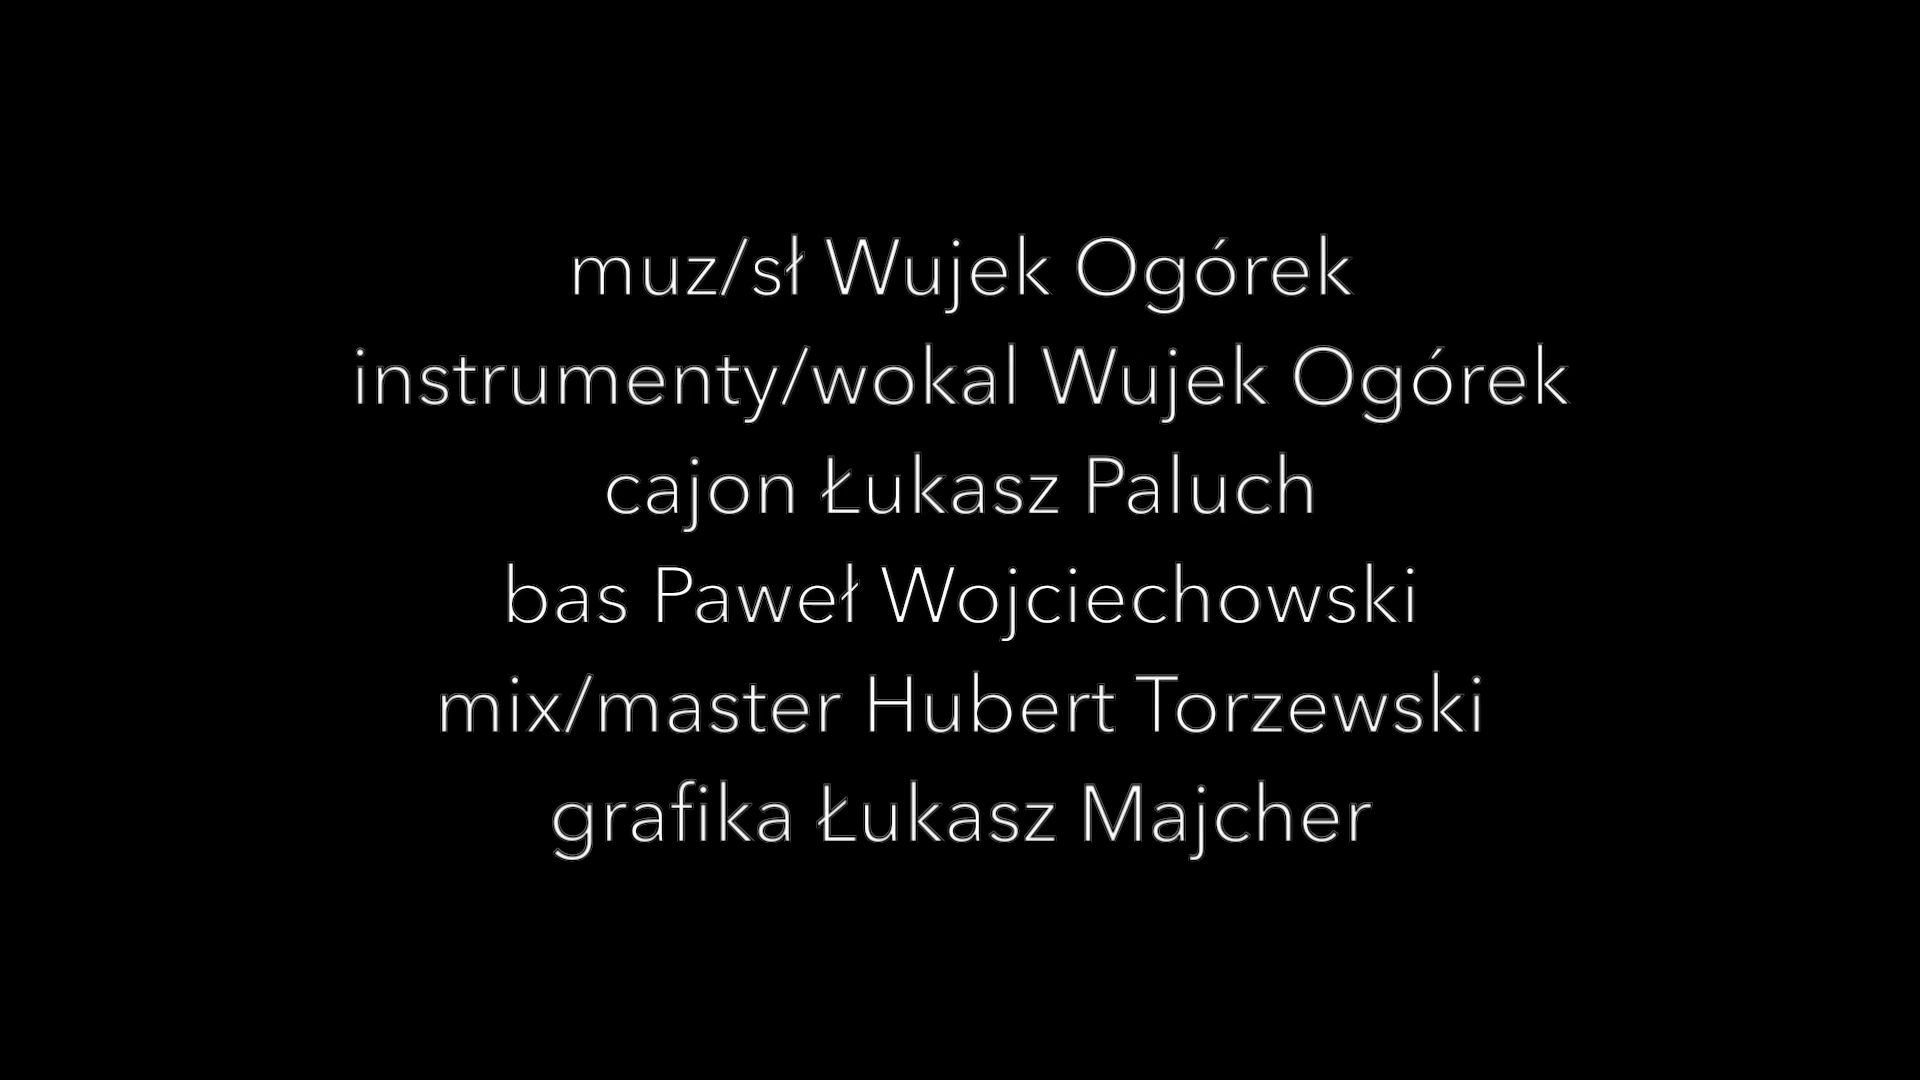 muz/sł Wujek Ogórek
instrumenty/wokal Wujek Ogórek
cajon Łukasz Paluch
bas Paweł Wojciechowski
mix/master Hubert Torzewski
grafika Łukasz Majcher